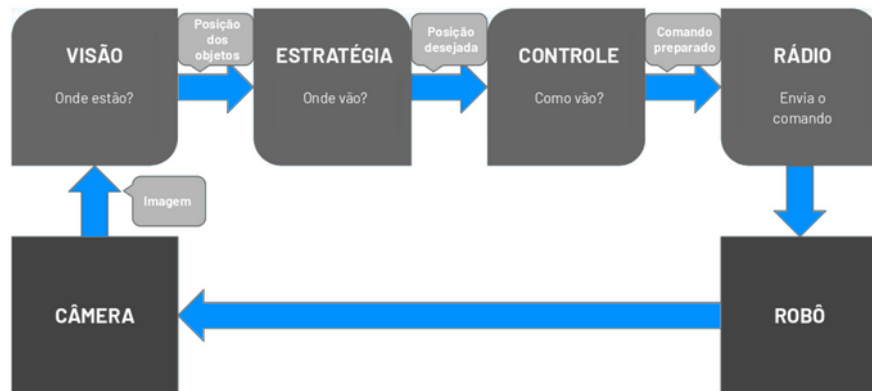 VISÃO
Onde estão?
Posição
dos
objetos
ESTRATÉGIA
Onde vão?
Posição
desejada
CONTROLE
Como vão?
Comando
preparado
RÁDIO
Envia o
comando
Imagem
CÂMERA
ROBÔ